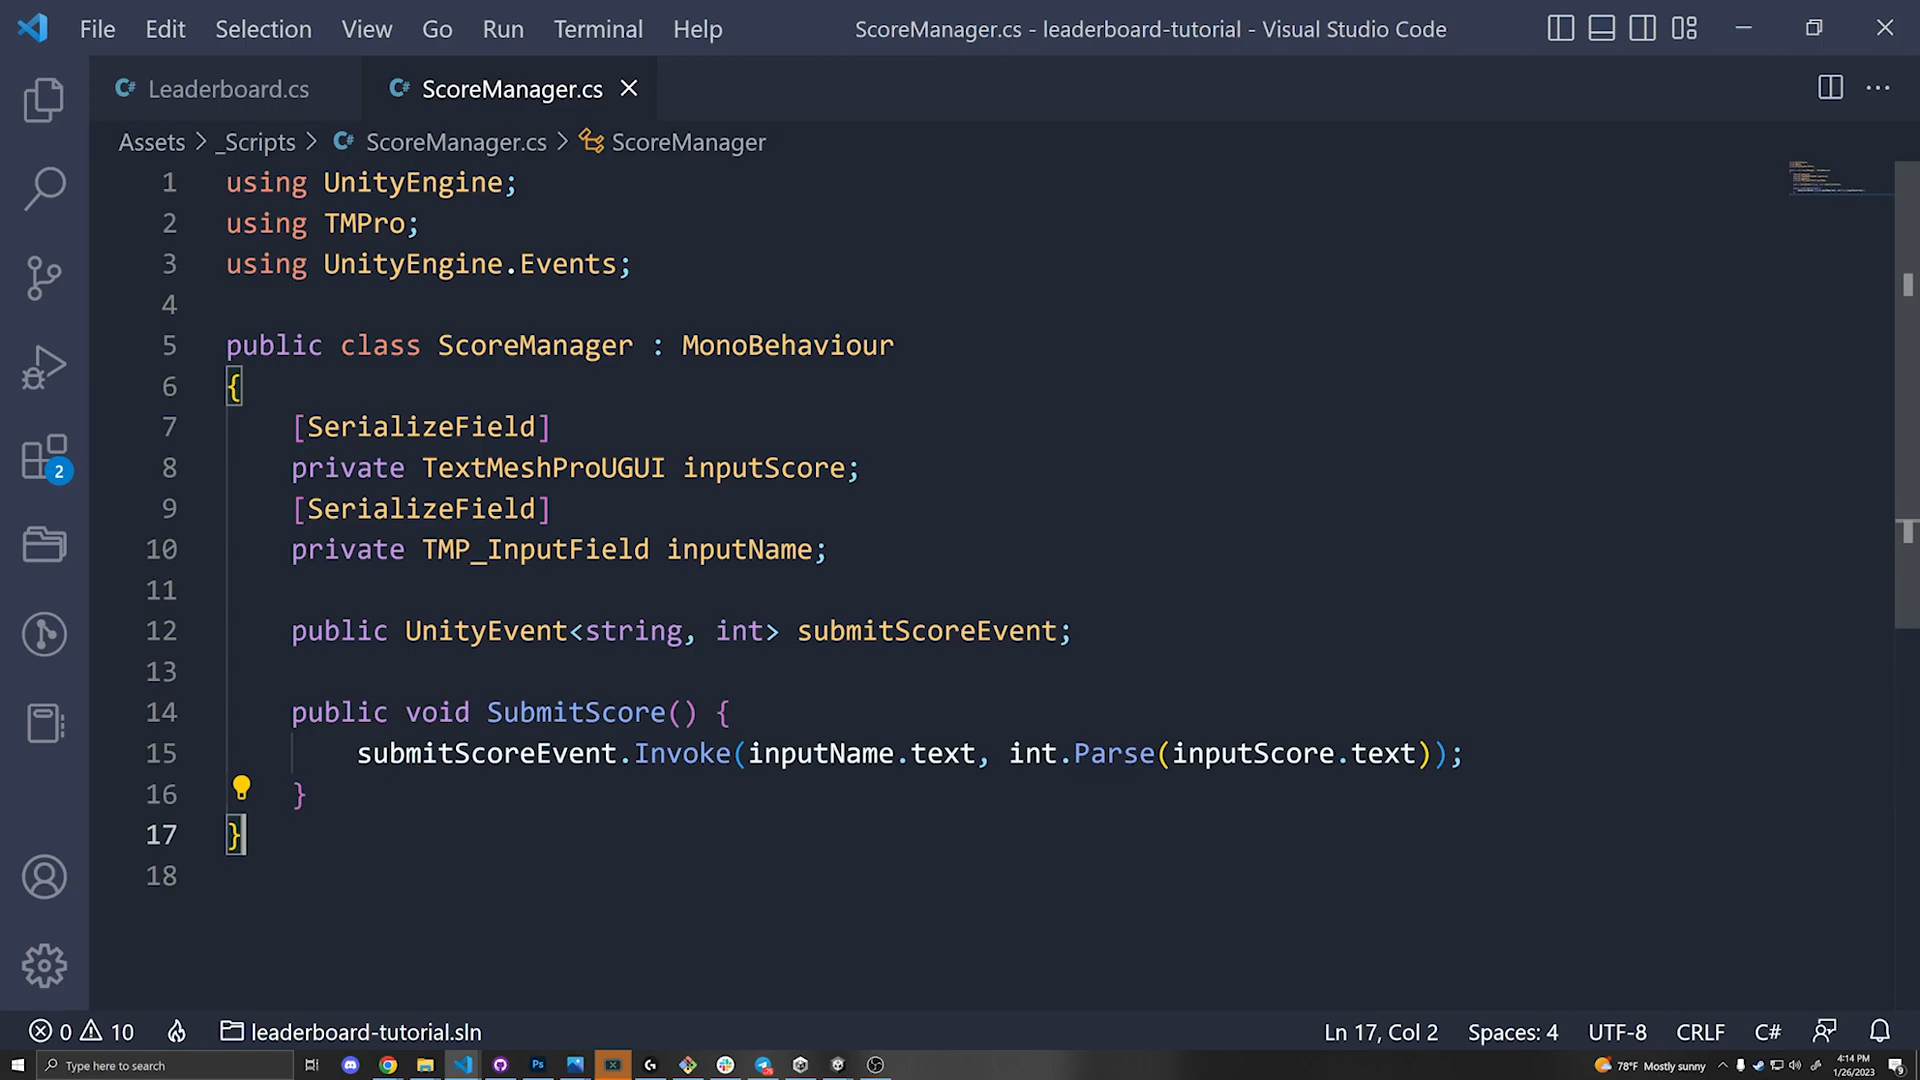 File Edit Selection View Go Run Terminal Help ScoreManager.cs - leaderboard-tutorial - Visual Studio Code
Leaderboard.cs ScoreManager.cs
Assets > _Scripts > ScoreManager.cs > ScoreManager
1 using UnityEngine;
2 using TMPro;
3 using UnityEngine.Events;
4
5 public class ScoreManager : MonoBehaviour
6 {
7 [SerializeField]
8 private TextMeshProUGUI inputScore;
9 [SerializeField]
10 private TMP_InputField inputName;
11
12 public UnityEvent<string, int> submitScoreEvent;
13
14 public void SubmitScore() {
15 submitScoreEvent.Invoke(inputName.text, int.Parse(inputScore.text));
16 }
17 }
18
2
0 10 leaderboard-tutorial.sln Ln 17, Col 2 Spaces: 4 UTF-8 CRLF C#
Type here to search Ps 78°F Mostly sunny 4:14 PM
1/26/2023